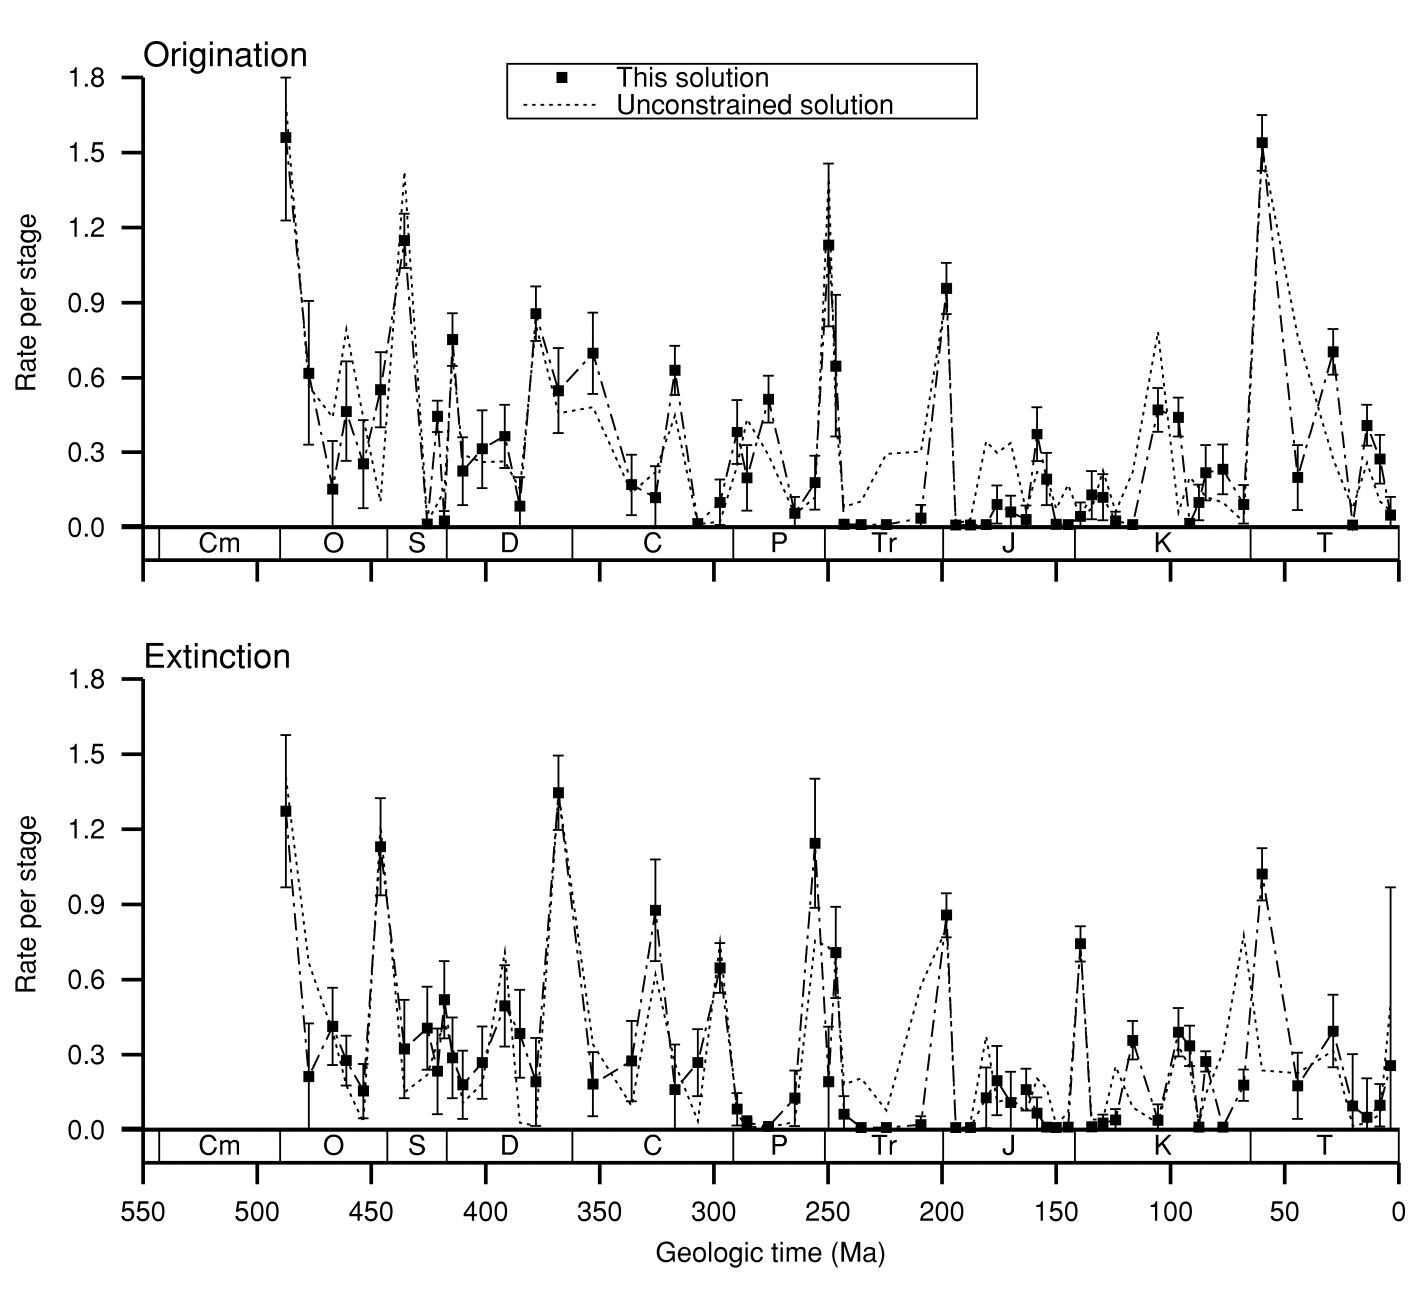 Origination
This solution
Unconstrained solution
Rate per stage
1.8
1.5
1.2
0.9
0.6
0.3
0.0
Cm O S D C P Tr J K T
Extinction
Rate per stage
1.8
1.5
1.2
0.9
0.6
0.3
0.0
Cm O S D C P Tr J K T
550 500 450 400 350 300 250 200 150 100 50 0
Geologic time (Ma)